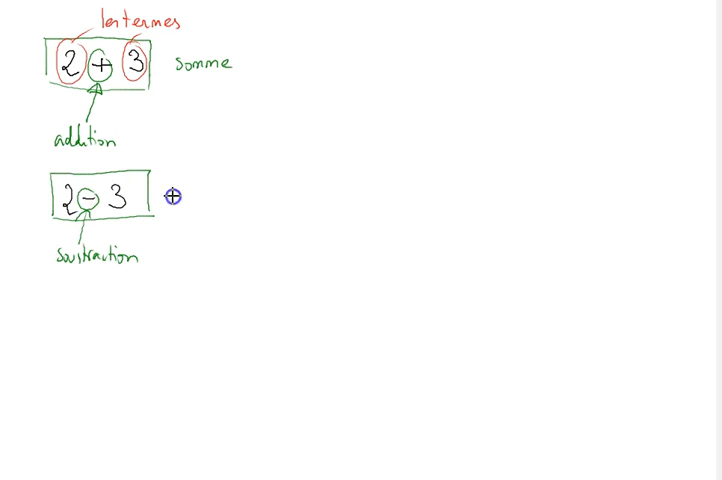 les termes
2 + 3 somme
addition
2 - 3
soustraction